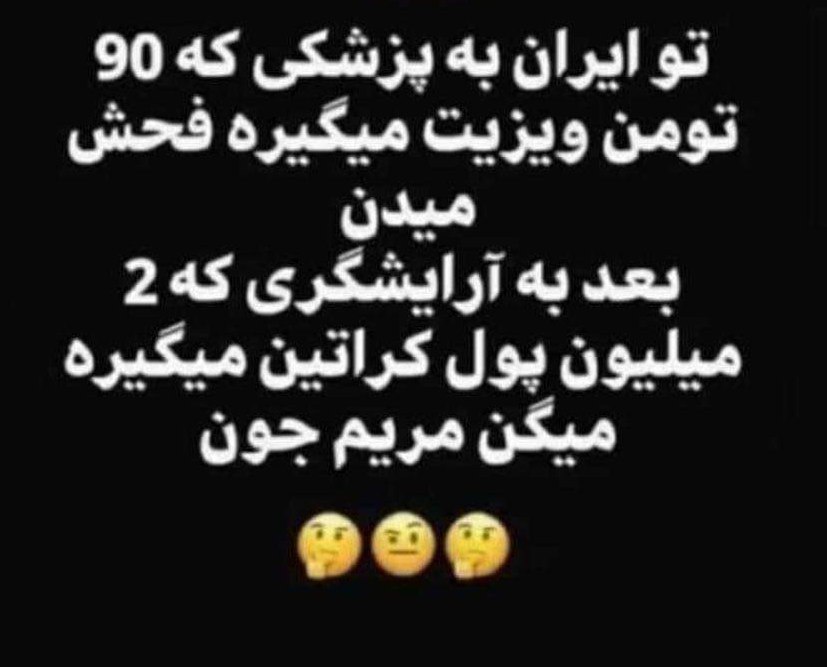 تو ایران به پزشکی که 90
تومن ویزیت میگیره فحش
میدن
بعد به آرایشگری که 2
میلیون پول کراتین میگیره
میگن مریم جون
🤔🤨🤔